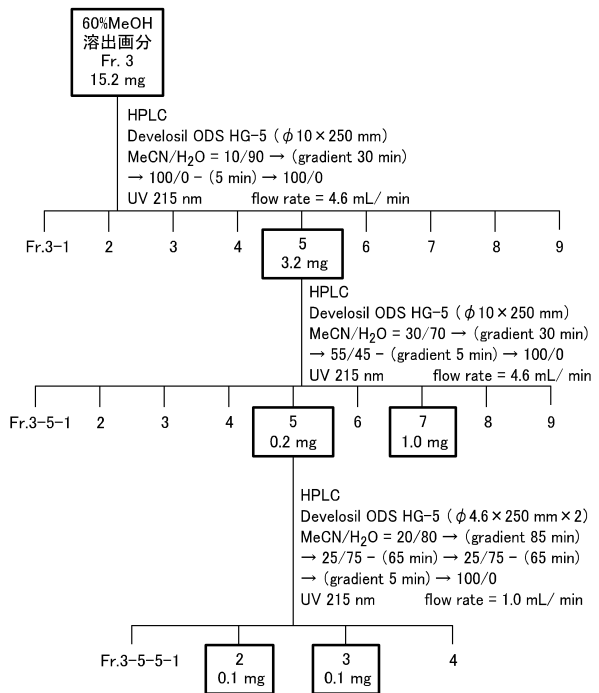 60%MeOH
溶出画分
Fr. 3
15.2 mg
HPLC
Develosil ODS HG-5 (φ10×250 mm)
MeCN/H2O = 10/90 → (gradient 30 min)
→ 100/0 - (5 min) → 100/0
UV 215 nm flow rate = 4.6 mL/ min
Fr.3-1 2 3 4 5 6 7 8 9
3.2 mg
HPLC
Develosil ODS HG-5 (φ10×250 mm)
MeCN/H2O = 30/70 → (gradient 30 min)
→ 55/45 - (gradient 5 min) → 100/0
UV 215 nm flow rate = 4.6 mL/ min
Fr.3-5-1 2 3 4 5 6 7 8 9
0.2 mg 1.0 mg
HPLC
Develosil ODS HG-5 (φ4.6×250 mm×2)
MeCN/H2O = 20/80 → (gradient 85 min)
→ 25/75 - (65 min) → 25/75 - (65 min)
→ (gradient 5 min) → 100/0
UV 215 nm flow rate = 1.0 mL/ min
Fr.3-5-5-1 2 3 4
0.1 mg 0.1 mg